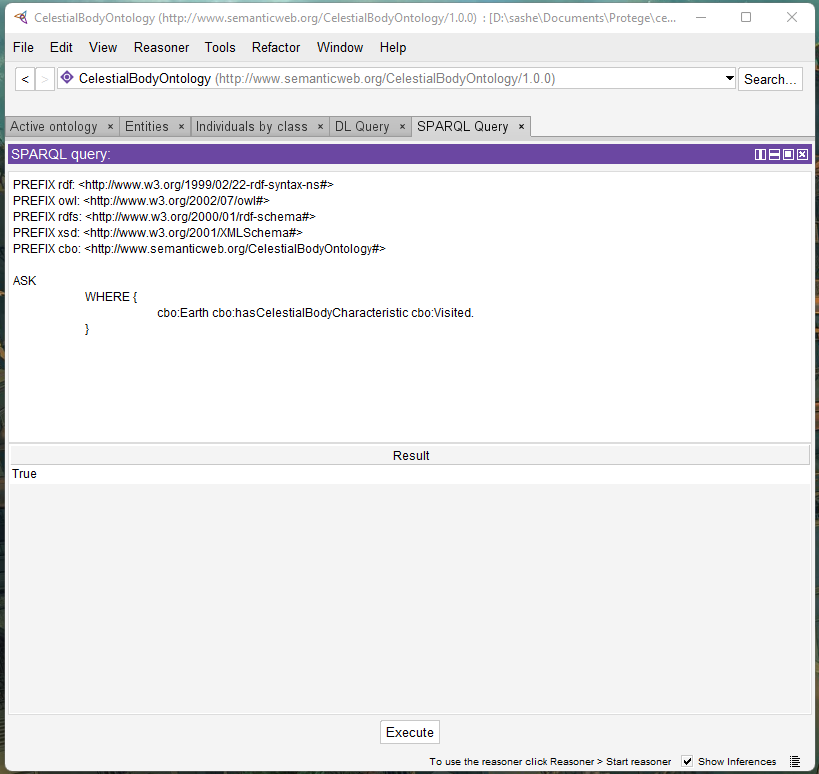 CelestialBodyOntology (http://www.semanticweb.org/CelestialBodyOntology/1.0.0) : [D:\sashe\Documents\Protege\ce...
File Edit View Reasoner Tools Refactor Window Help
< > CelestialBodyOntology (http://www.semanticweb.org/CelestialBodyOntology/1.0.0) Search...
Active ontology × Entities × Individuals by class × DL Query × SPARQL Query ×
SPARQL query:
PREFIX rdf: <http://www.w3.org/1999/02/22-rdf-syntax-ns#>
PREFIX owl: <http://www.w3.org/2002/07/owl#>
PREFIX rdfs: <http://www.w3.org/2000/01/rdf-schema#>
PREFIX xsd: <http://www.w3.org/2001/XMLSchema#>
PREFIX cbo: <http://www.semanticweb.org/CelestialBodyOntology#>
ASK
WHERE {
cbo:Earth cbo:hasCelestialBodyCharacteristic cbo:Visited.
}
Result
True
Execute
To use the reasoner click Reasoner > Start reasoner Show Inferences